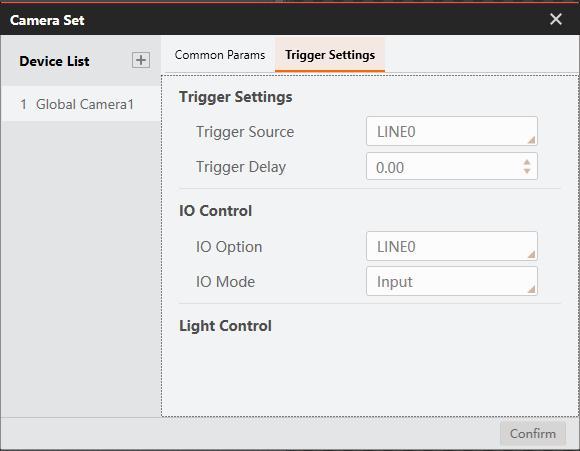 Camera Set
Device List
Common Params
Trigger Settings
1 Global Camera1
Trigger Settings
Trigger Source
LINE0
Trigger Delay
0.00
IO Control
IO Option
LINE0
IO Mode
Input
Light Control
Confirm